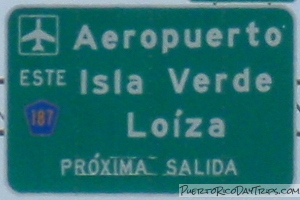 Aeropuerto
ESTE Isla Verde
187 Loíza
PRÓXIMA SALIDA
PuertoRicoDayTrips.com